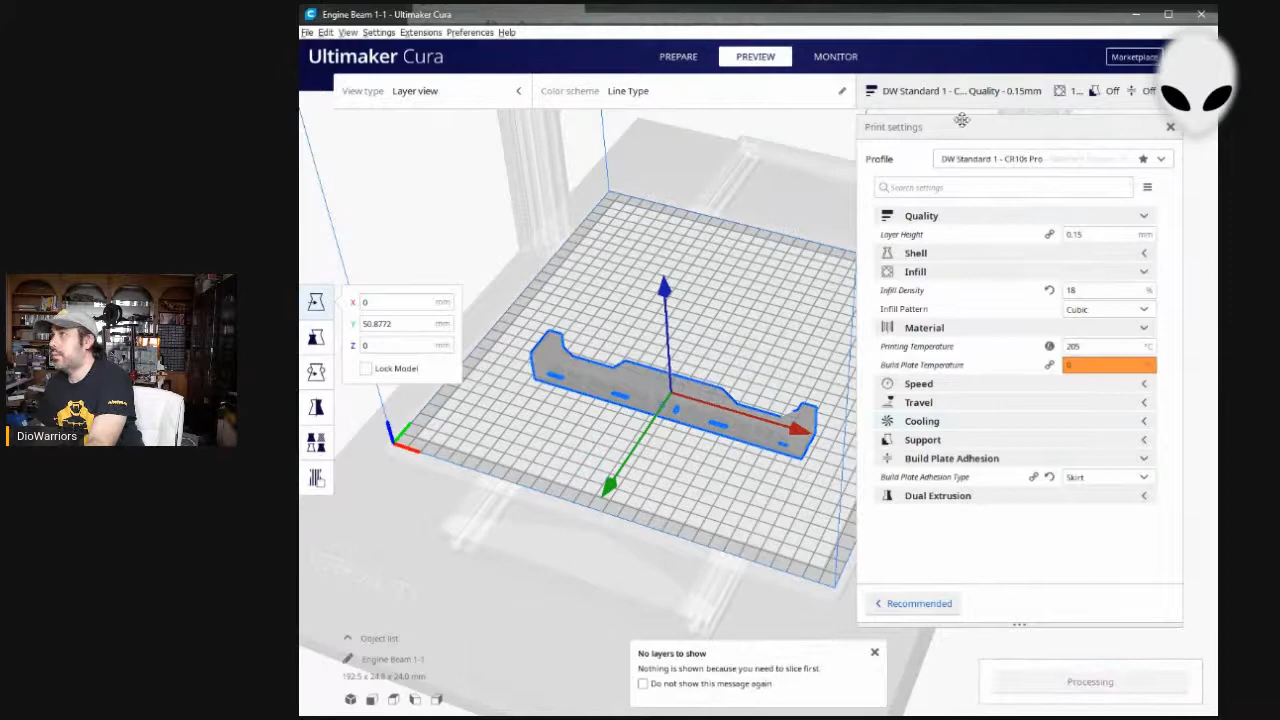 Engine Beam 1-1 - Ultimaker Cura
File Edit View Settings Extensions Preferences Help
Ultimaker Cura
PREPARE
PREVIEW
MONITOR
Marketplace
View type Layer view
Color scheme Line Type
DW Standard 1 - C... Quality - 0.15mm
1...
Off
Off
Print settings
Profile
DW Standard 1 - CR10s Pro
Search settings
Quality
Layer Height 0.15 mm
Shell
Infill
Infill Density 18 %
Infill Pattern Cubic
Material
Printing Temperature 205 °C
Build Plate Temperature 0
Speed
Travel
Cooling
Support
Build Plate Adhesion
Build Plate Adhesion Type Skirt
Dual Extrusion
Recommended
X 0 mm
Y 50.8772 mm
Z 0 mm
Lock Model
DioWarriors
Object list
Engine Beam 1-1
192.5 x 24.8 x 24.0 mm
No layers to show
Nothing is shown because you need to slice first.
Do not show this message again
Processing